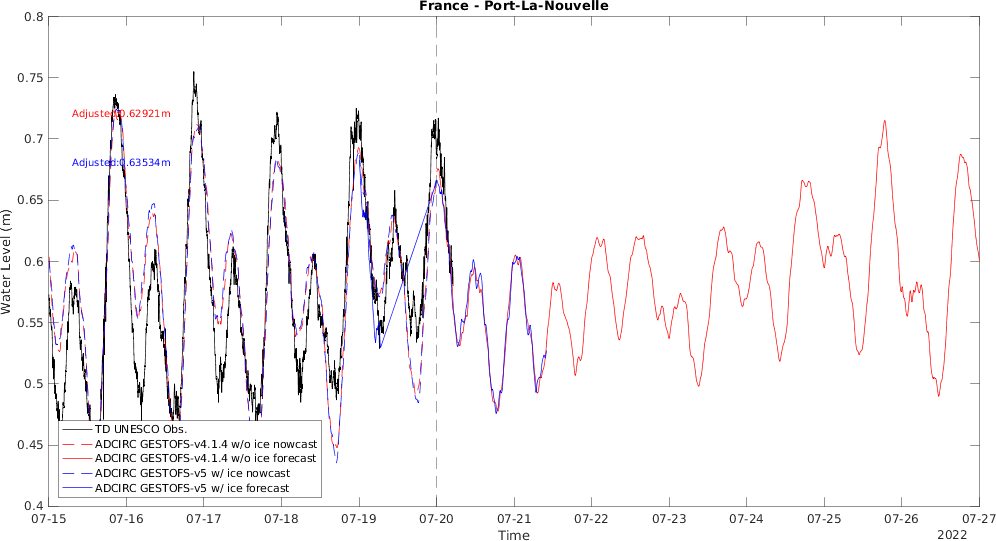 France - Port-La-Nouvelle
Water Level (m)
0.8
0.75
0.7
0.65
0.6
0.55
0.5
0.45
0.4
Adjusted:0.62921m
Adjusted:0.63534m
TD UNESCO Obs.
ADCIRC GESTOFS-v4.1.4 w/o ice nowcast
ADCIRC GESTOFS-v4.1.4 w/o ice forecast
ADCIRC GESTOFS-v5 w/ ice nowcast
ADCIRC GESTOFS-v5 w/ ice forecast
07-15 07-16 07-17 07-18 07-19 07-20 07-21 07-22 07-23 07-24 07-25 07-26 07-27
Time
2022